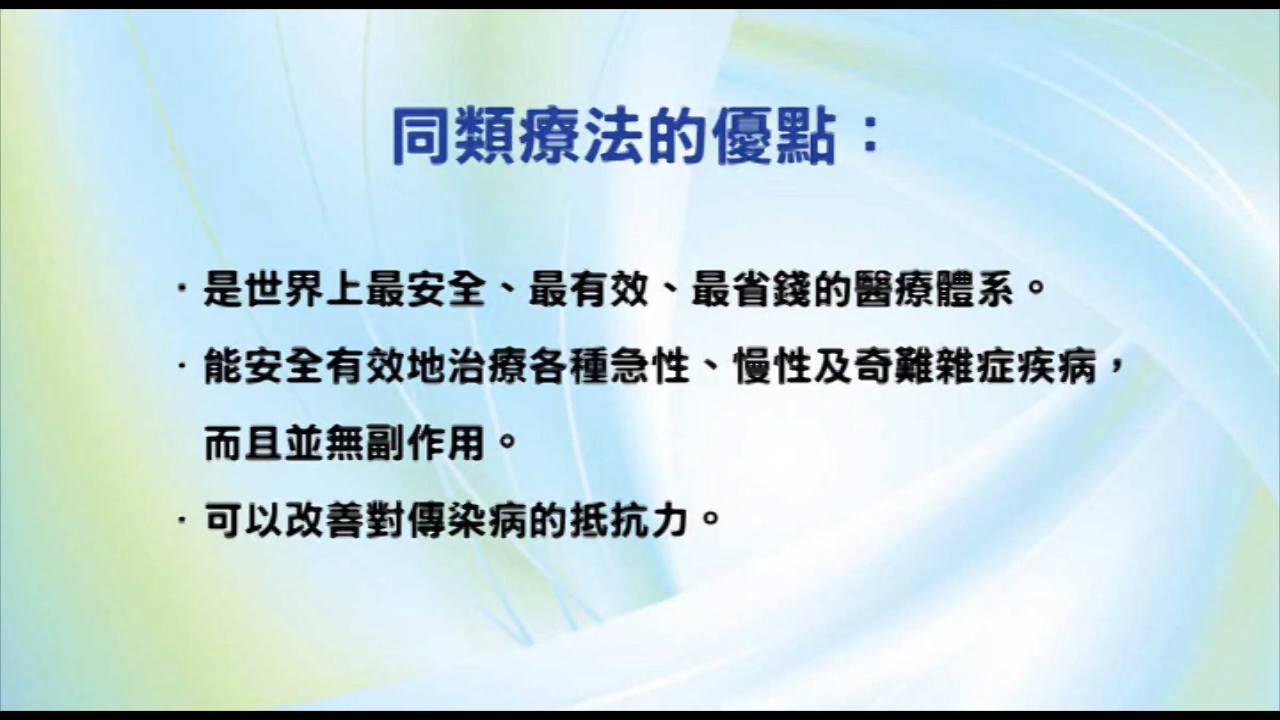 同類療法的優點：
·是世界上最安全、最有效、最省錢的醫療體系。
·能安全有效地治療各種急性、慢性及奇難雜症疾病，
而且並無副作用。
·可以改善對傳染病的抵抗力。